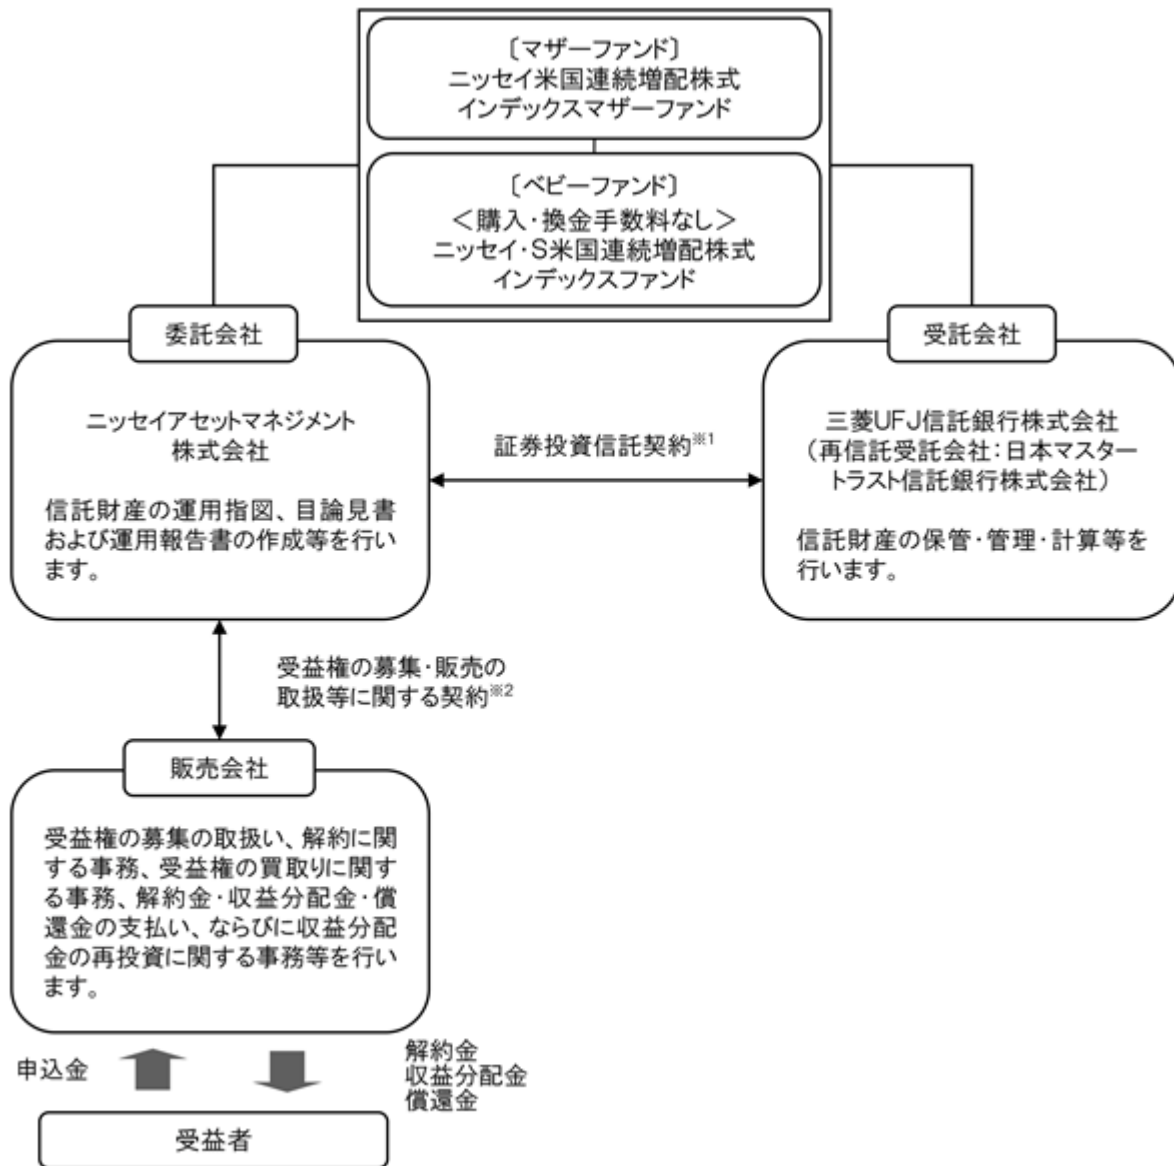 〔マザーファンド〕
ニッセイ米国連続増配株式
インデックスマザーファンド
〔ベビーファンド〕
＜購入・換金手数料なし＞
ニッセイ・S米国連続増配株式
インデックスファンド
委託会社
ニッセイアセットマネジメント
株式会社
信託財産の運用指図、目論見書
および運用報告書の作成等を行い
ます。
証券投資信託契約※1
受託会社
三菱UFJ信託銀行株式会社
（再信託受託会社：日本マスター
トラスト信託銀行株式会社）
信託財産の保管・管理・計算等を
行います。
受益権の募集・販売の
取扱等に関する契約※2
販売会社
受益権の募集の取扱い、解約に関
する事務、受益権の買取りに関す
る事務、解約金・収益分配金・償
還金の支払い、ならびに収益分配
金の再投資に関する事務等を行い
ます。
申込金
解約金
収益分配金
償還金
受益者